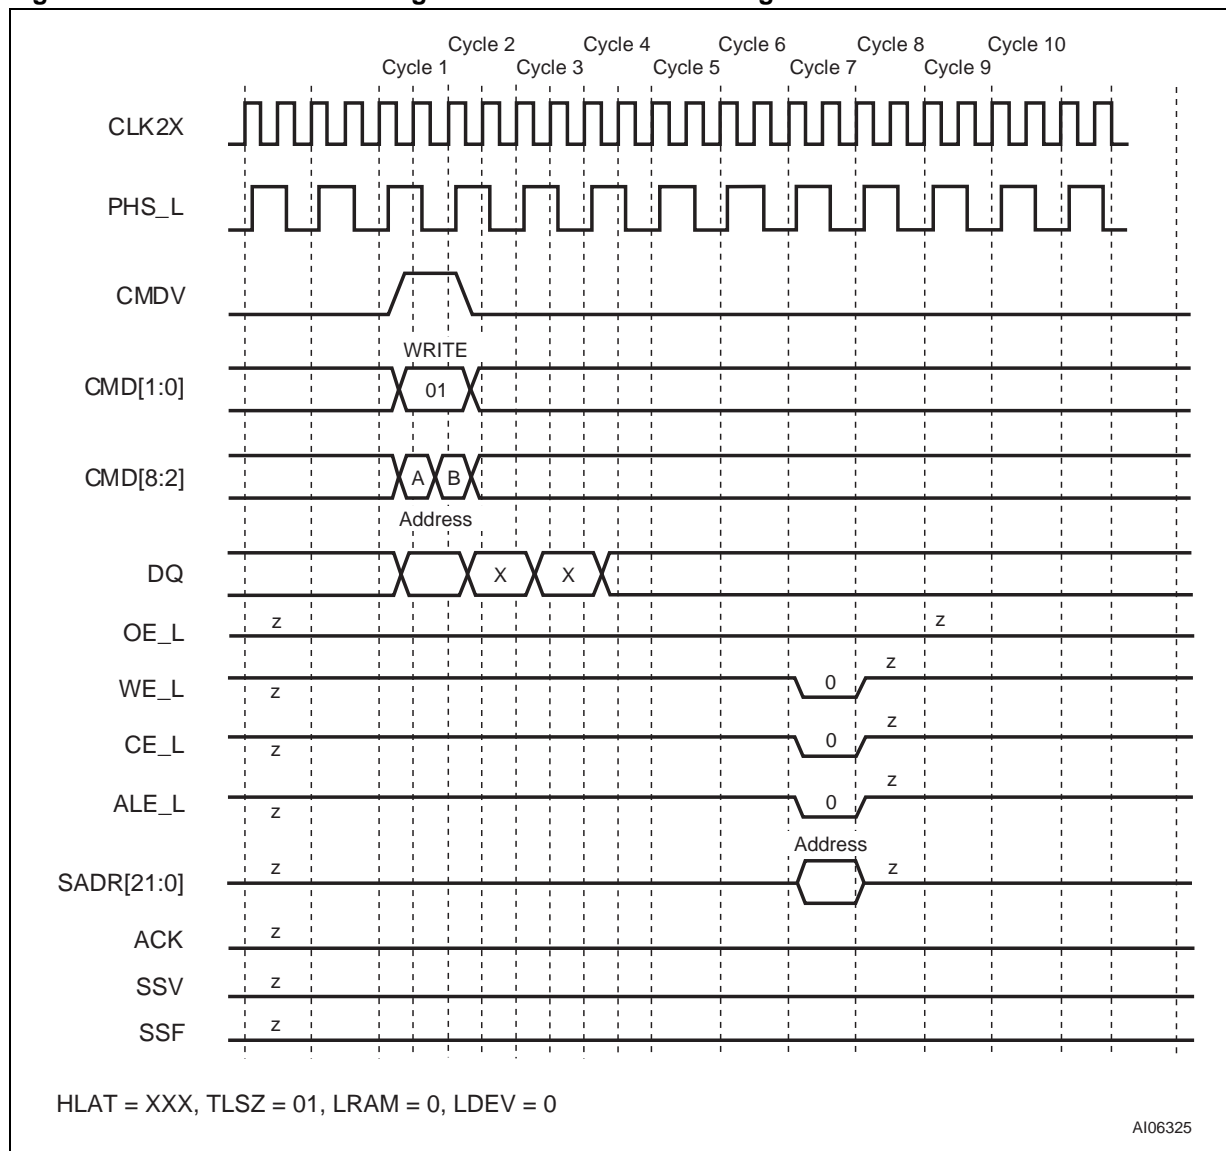 Cycle 2 Cycle 4 Cycle 6 Cycle 8 Cycle 10
Cycle 1 Cycle 3 Cycle 5 Cycle 7 Cycle 9
CLK2X
PHS_L
CMDV
WRITE
CMD[1:0] 01
CMD[8:2] A B
Address
DQ X X
OE_L z z
WE_L z 0 z
CE_L z 0 z
ALE_L z 0 z
Address
SADR[21:0] z z
ACK z
SSV z
SSF z
HLAT = XXX, TLSZ = 01, LRAM = 0, LDEV = 0
AI06325